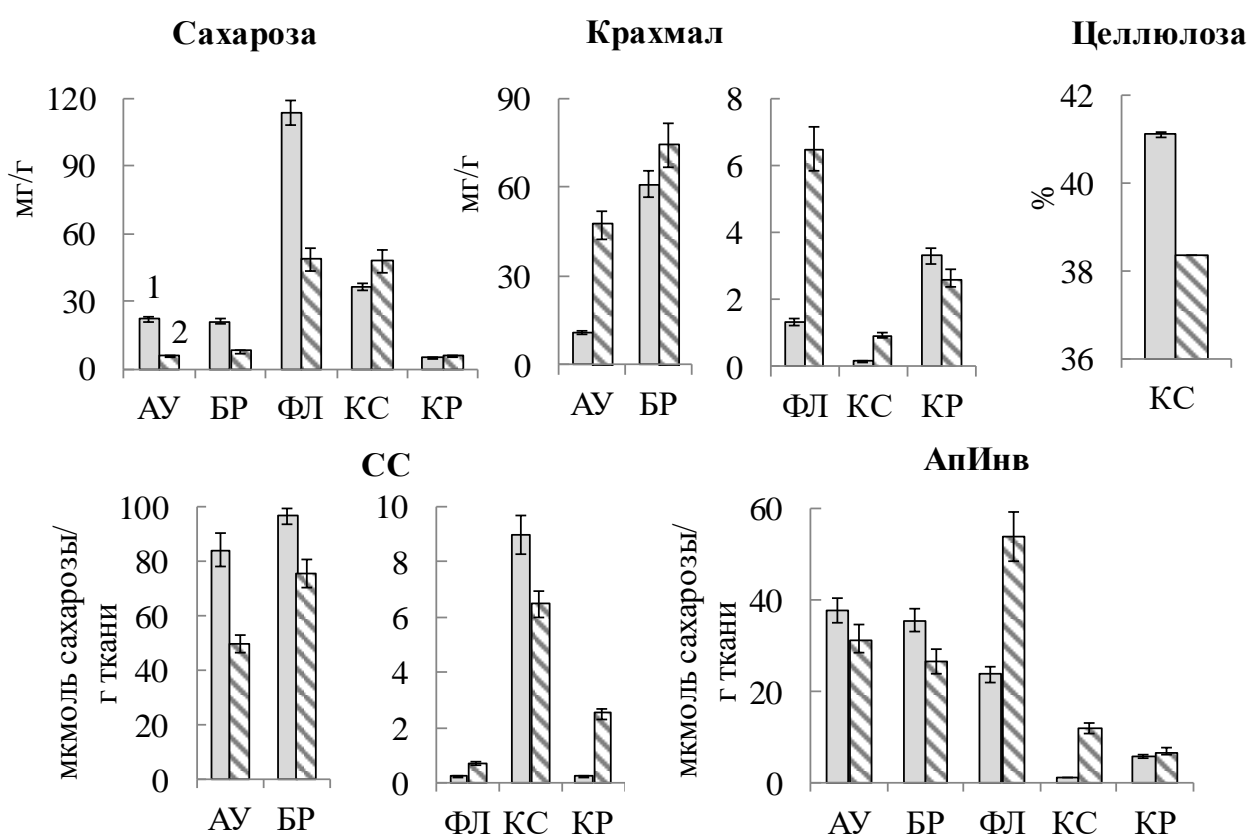 Сахароза
Крахмал
Целлюлоза
мг/г
120
90
60
30
0
1
2
АУ БР ФЛ КС КР
мг/г
90
60
30
0
АУ БР
8
6
4
2
0
ФЛ КС КР
%
42
40
38
36
КС
СС
АпИнв
мкмоль сахарозы/
г ткани
100
80
60
40
20
0
АУ БР
10
8
6
4
2
0
ФЛ КС КР
мкмоль сахарозы/
г ткани
60
40
20
0
АУ БР ФЛ КС КР